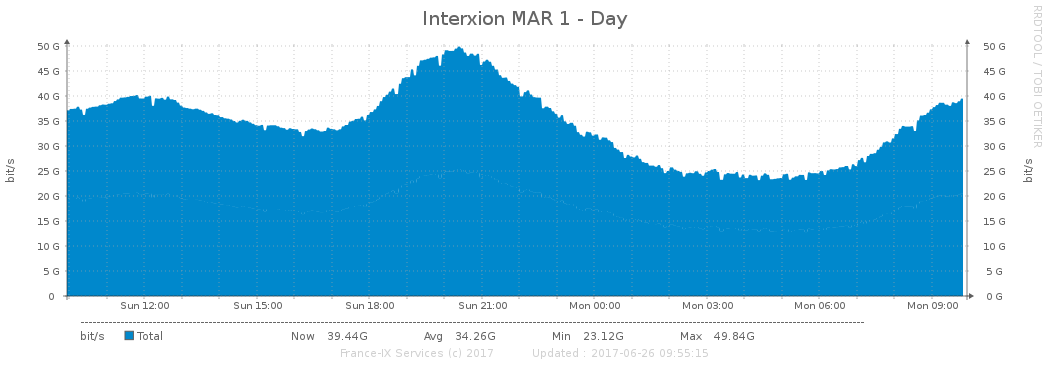 Interxion MAR 1 - Day
RRDTOOL / TOBI OETIKER
50 G 50 G
45 G 45 G
40 G 40 G
35 G 35 G
30 G 30 G
25 G 25 G
20 G 20 G
15 G 15 G
10 G 10 G
5 G 5 G
0 0 G
bit/s
bit/s
Sun 12:00 Sun 15:00 Sun 18:00 Sun 21:00 Mon 00:00 Mon 03:00 Mon 06:00 Mon 09:00
bit/s Total Now 39.44G Avg 34.26G Min 23.12G Max 49.84G
France-IX Services (c) 2017 Updated : 2017-06-26 09:55:15